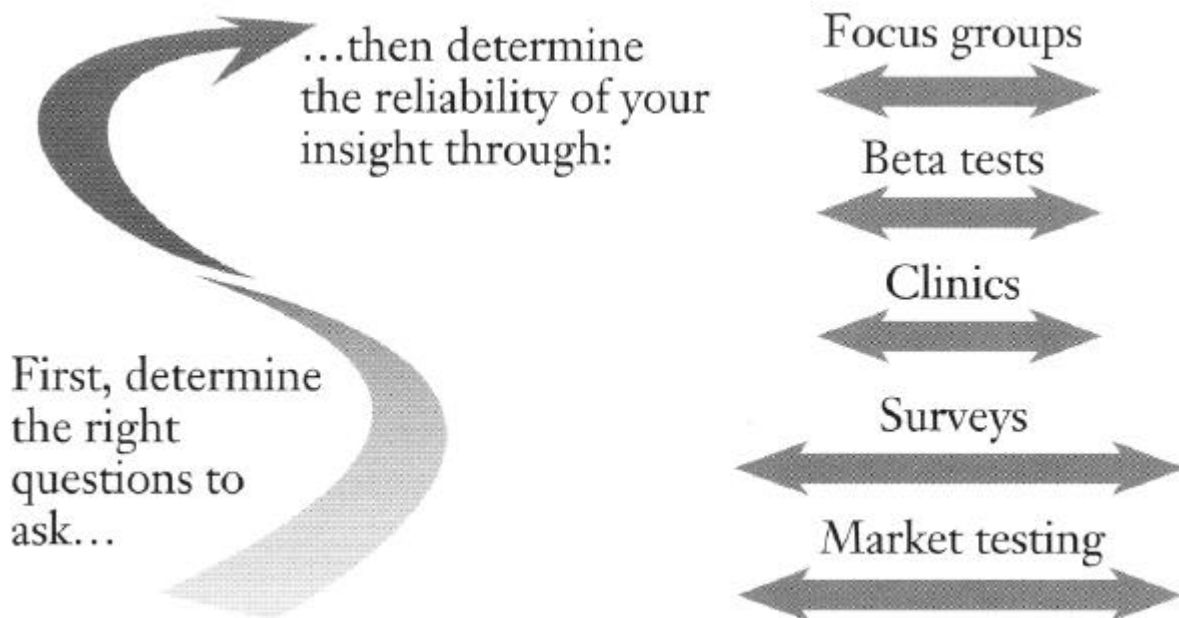 …then determine
the reliability of your
insight through:
First, determine
the right
questions to
ask…
Focus groups
Beta tests
Clinics
Surveys
Market testing